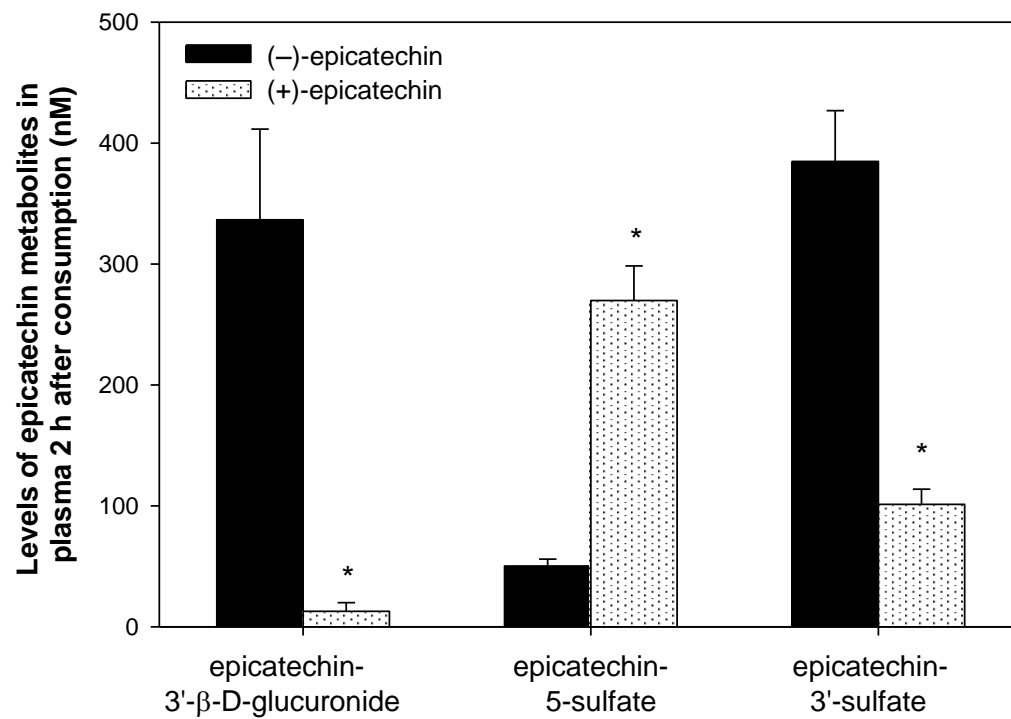 Levels of epicatechin metabolites in
plasma 2 h after consumption (nM)
500
400
300
200
100
0
(–)-epicatechin
(+)-epicatechin
*
*
*
epicatechin-
3'-β-D-glucuronide
epicatechin-
5-sulfate
epicatechin-
3'-sulfate